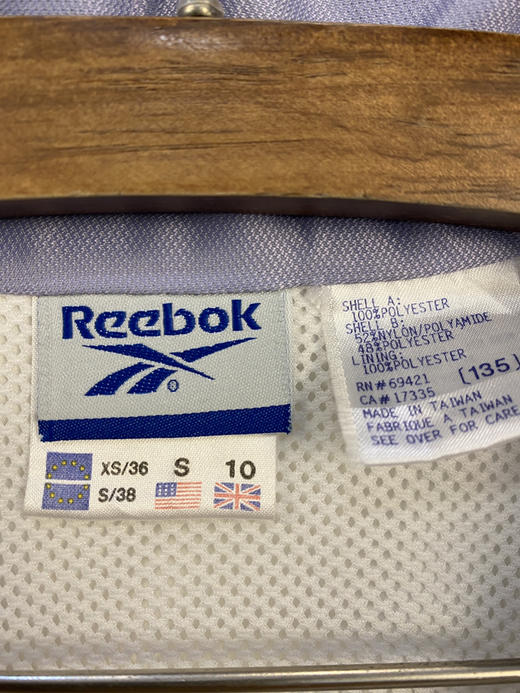 Reebok
®
XS/36 S 10
S/38
SHELL A:
100%POLYESTER
SHELL B:
52%NYLON/POLYAMIDE
48%POLYESTER
LINING:
100%POLYESTER
RN#69421 [135]
CA#17335
MADE IN TAIWAN
FABRIQUE A TAIWAN
SEE OVER FOR CARE